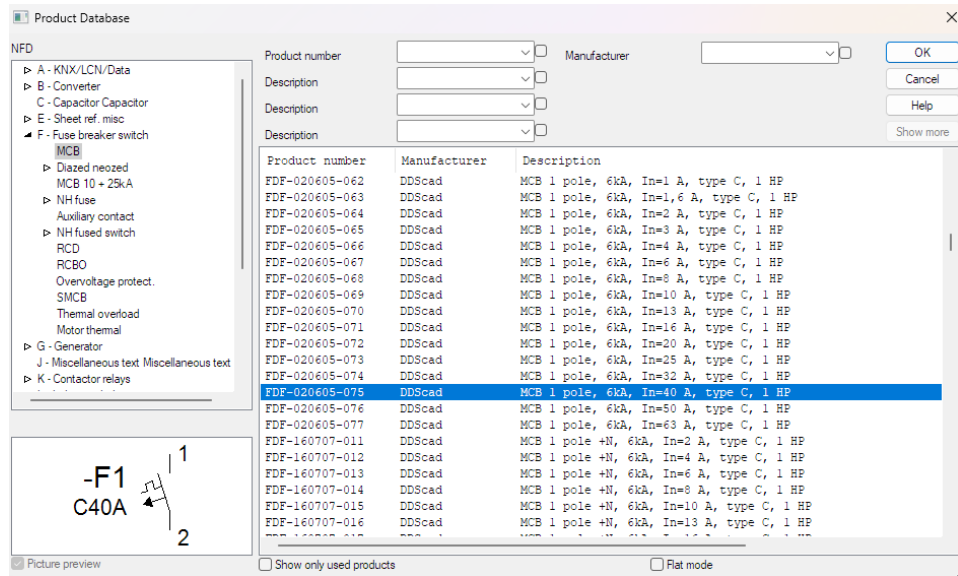 Product Database
NFD
A - KNX/LCN/Data
B - Converter
C - Capacitor Capacitor
E - Sheet ref. misc
F - Fuse breaker switch
MCB
Diazed neozed
MCB 10 + 25kA
NH fuse
Auxiliary contact
NH fused switch
RCD
RCBO
Overvoltage protect.
SMCB
Thermal overload
Motor thermal
G - Generator
J - Miscellaneous text Miscellaneous text
K - Contactor relays
-F1
C40A
1
2
Picture preview
Product number
Manufacturer
Description
Description
Description
OK
Cancel
Help
Show more
Product number Manufacturer Description
FDF-020605-062 DDScad MCB 1 pole, 6kA, In=1 A, type C, 1 HP
FDF-020605-063 DDScad MCB 1 pole, 6kA, In=1,6 A, type C, 1 HP
FDF-020605-064 DDScad MCB 1 pole, 6kA, In=2 A, type C, 1 HP
FDF-020605-065 DDScad MCB 1 pole, 6kA, In=3 A, type C, 1 HP
FDF-020605-066 DDScad MCB 1 pole, 6kA, In=4 A, type C, 1 HP
FDF-020605-067 DDScad MCB 1 pole, 6kA, In=6 A, type C, 1 HP
FDF-020605-068 DDScad MCB 1 pole, 6kA, In=8 A, type C, 1 HP
FDF-020605-069 DDScad MCB 1 pole, 6kA, In=10 A, type C, 1 HP
FDF-020605-070 DDScad MCB 1 pole, 6kA, In=13 A, type C, 1 HP
FDF-020605-071 DDScad MCB 1 pole, 6kA, In=16 A, type C, 1 HP
FDF-020605-072 DDScad MCB 1 pole, 6kA, In=20 A, type C, 1 HP
FDF-020605-073 DDScad MCB 1 pole, 6kA, In=25 A, type C, 1 HP
FDF-020605-074 DDScad MCB 1 pole, 6kA, In=32 A, type C, 1 HP
FDF-020605-075 DDScad MCB 1 pole, 6kA, In=40 A, type C, 1 HP
FDF-020605-076 DDScad MCB 1 pole, 6kA, In=50 A, type C, 1 HP
FDF-020605-077 DDScad MCB 1 pole, 6kA, In=63 A, type C, 1 HP
FDF-160707-011 DDScad MCB 1 pole +N, 6kA, In=2 A, type C, 1 HP
FDF-160707-012 DDScad MCB 1 pole +N, 6kA, In=4 A, type C, 1 HP
FDF-160707-013 DDScad MCB 1 pole +N, 6kA, In=6 A, type C, 1 HP
FDF-160707-014 DDScad MCB 1 pole +N, 6kA, In=8 A, type C, 1 HP
FDF-160707-015 DDScad MCB 1 pole +N, 6kA, In=10 A, type C, 1 HP
FDF-160707-016 DDScad MCB 1 pole +N, 6kA, In=13 A, type C, 1 HP
Show only used products
Flat mode